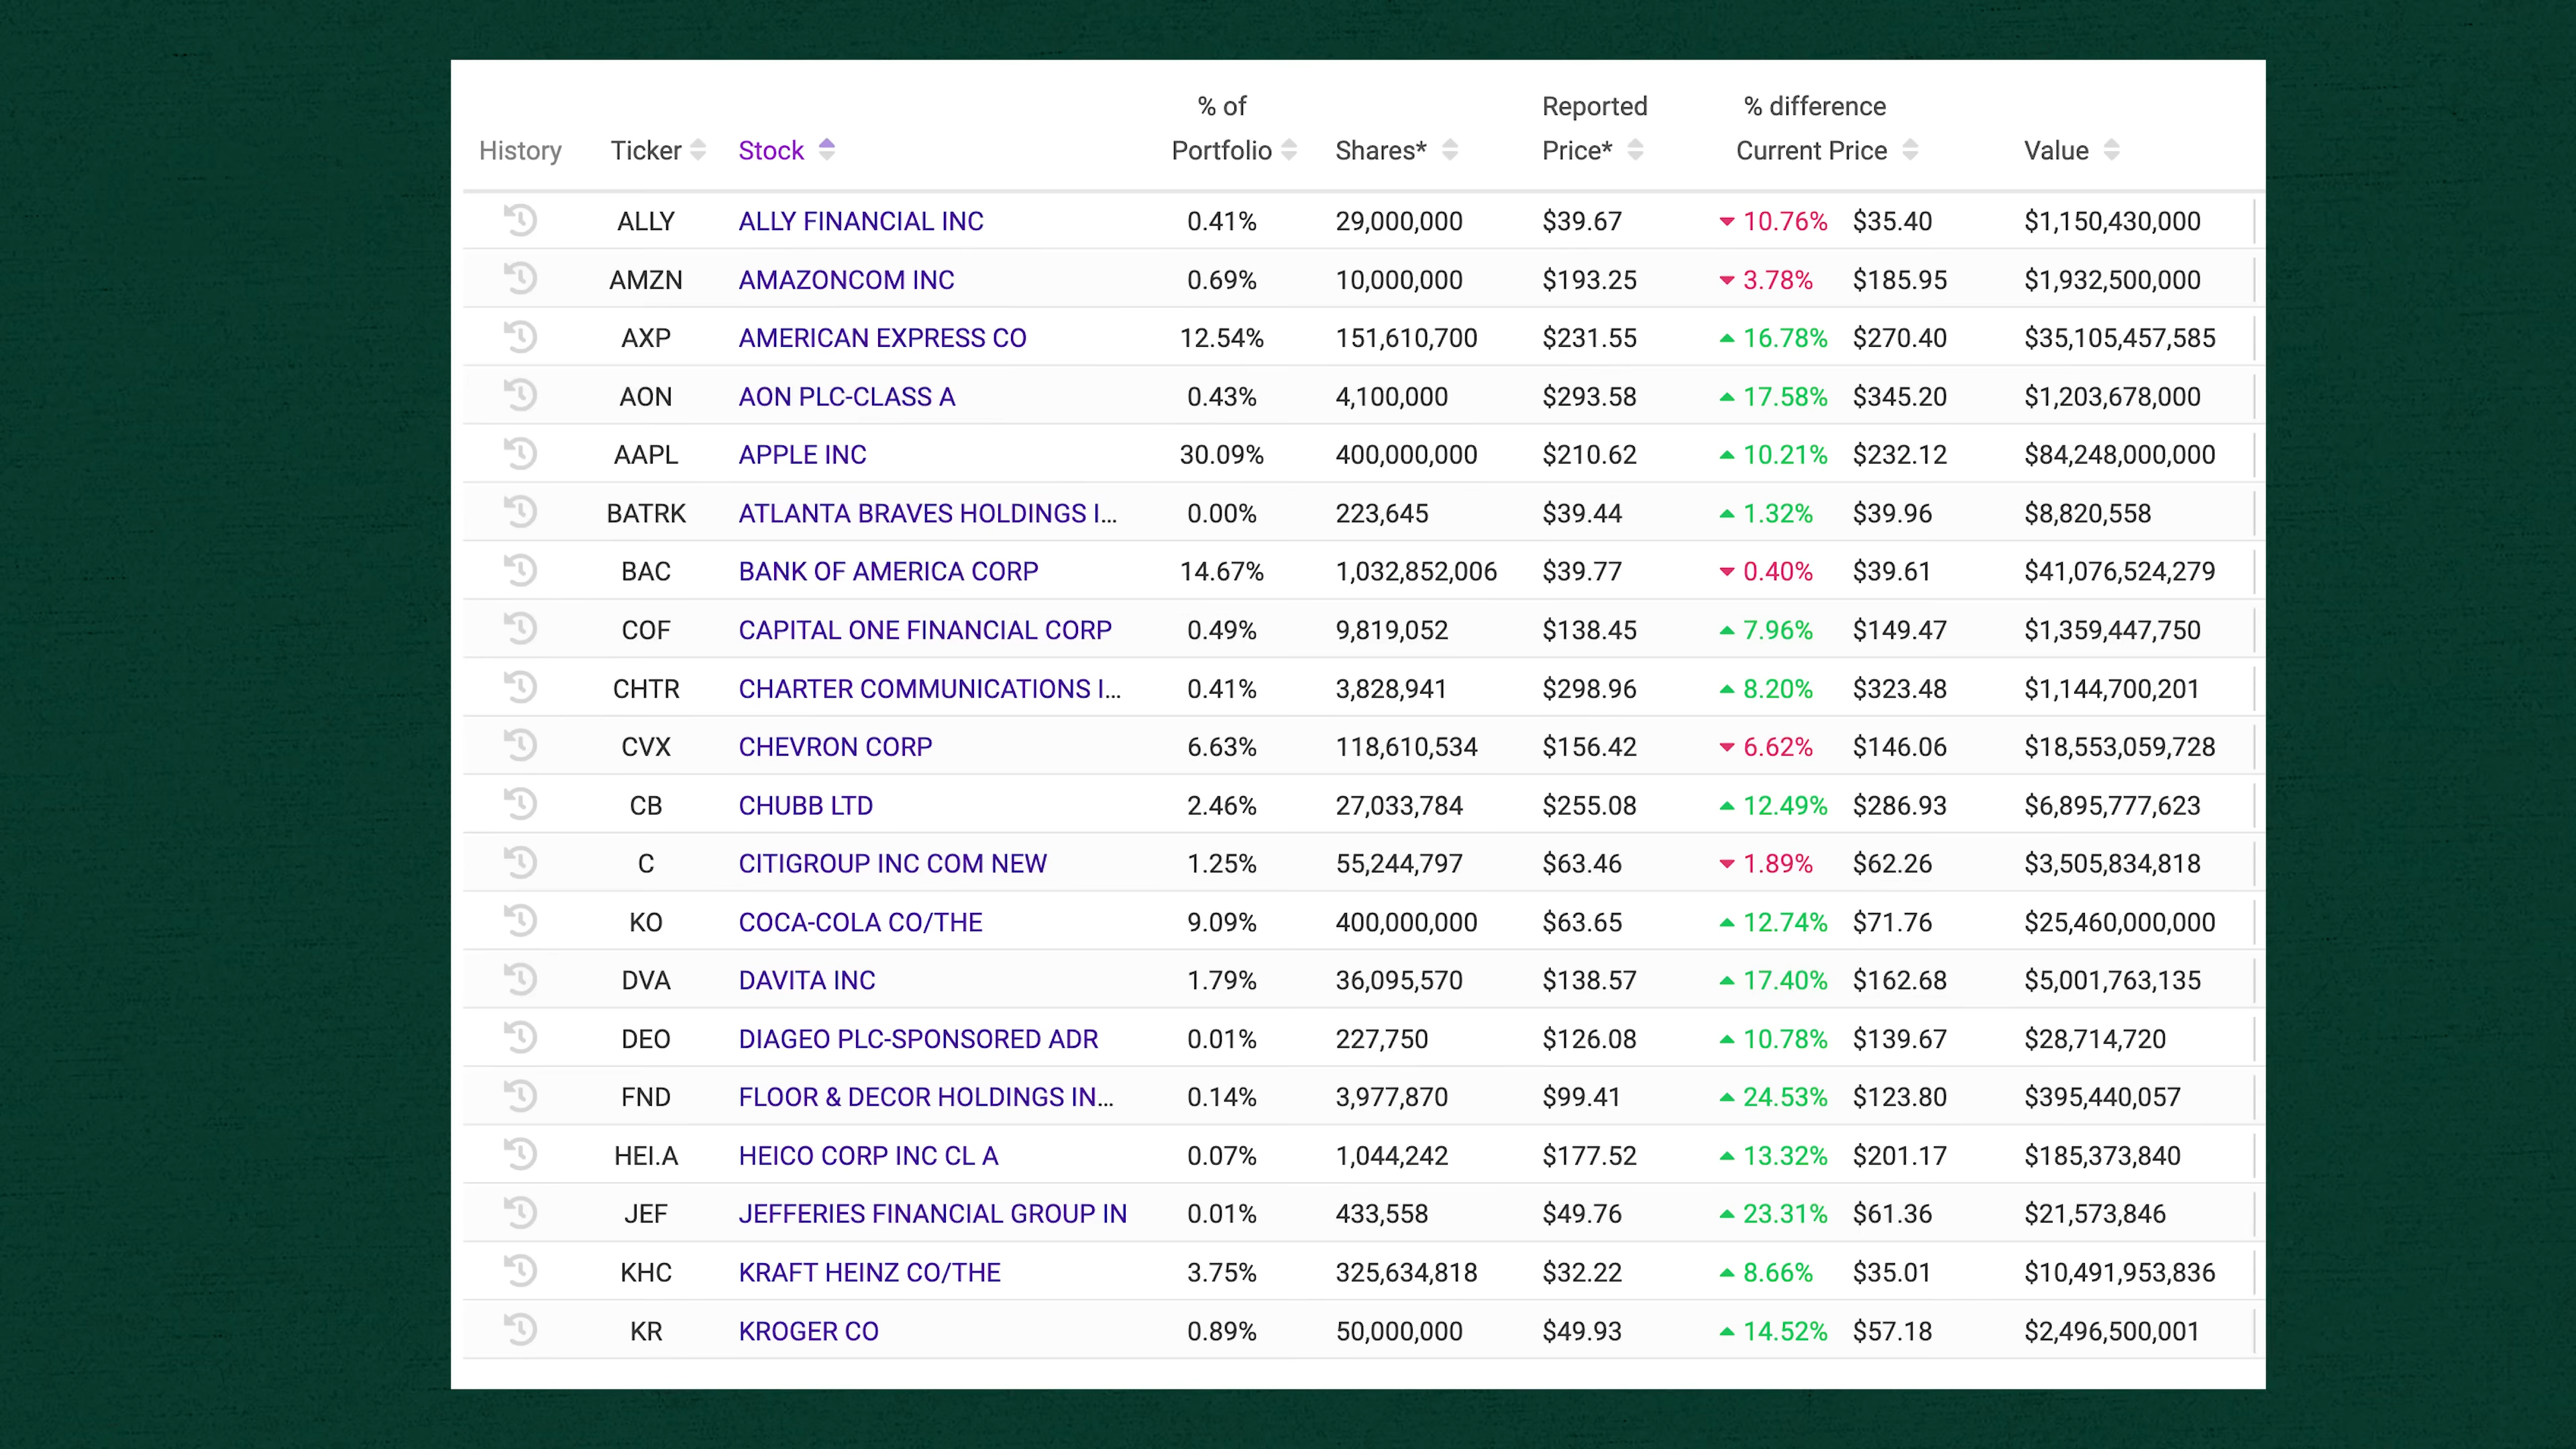 % of Reported % difference
History Ticker Stock Portfolio Shares* Price* Current Price Value
ALLY ALLY FINANCIAL INC 0.41% 29,000,000 $39.67 10.76% $35.40 $1,150,430,000
AMZN AMAZONCOM INC 0.69% 10,000,000 $193.25 3.78% $185.95 $1,932,500,000
AXP AMERICAN EXPRESS CO 12.54% 151,610,700 $231.55 16.78% $270.40 $35,105,457,585
AON AON PLC-CLASS A 0.43% 4,100,000 $293.58 17.58% $345.20 $1,203,678,000
AAPL APPLE INC 30.09% 400,000,000 $210.62 10.21% $232.12 $84,248,000,000
BATRK ATLANTA BRAVES HOLDINGS I... 0.00% 223,645 $39.44 1.32% $39.96 $8,820,558
BAC BANK OF AMERICA CORP 14.67% 1,032,852,006 $39.77 0.40% $39.61 $41,076,524,279
COF CAPITAL ONE FINANCIAL CORP 0.49% 9,819,052 $138.45 7.96% $149.47 $1,359,447,750
CHTR CHARTER COMMUNICATIONS I... 0.41% 3,828,941 $298.96 8.20% $323.48 $1,144,700,201
CVX CHEVRON CORP 6.63% 118,610,534 $156.42 6.62% $146.06 $18,553,059,728
CB CHUBB LTD 2.46% 27,033,784 $255.08 12.49% $286.93 $6,895,777,623
C CITIGROUP INC COM NEW 1.25% 55,244,797 $63.46 1.89% $62.26 $3,505,834,818
KO COCA-COLA CO/THE 9.09% 400,000,000 $63.65 12.74% $71.76 $25,460,000,000
DVA DAVITA INC 1.79% 36,095,570 $138.57 17.40% $162.68 $5,001,763,135
DEO DIAGEO PLC-SPONSORED ADR 0.01% 227,750 $126.08 10.78% $139.67 $28,714,720
FND FLOOR & DECOR HOLDINGS IN... 0.14% 3,977,870 $99.41 24.53% $123.80 $395,440,057
HEI.A HEICO CORP INC CL A 0.07% 1,044,242 $177.52 13.32% $201.17 $185,373,840
JEF JEFFERIES FINANCIAL GROUP IN 0.01% 433,558 $49.76 23.31% $61.36 $21,573,846
KHC KRAFT HEINZ CO/THE 3.75% 325,634,818 $32.22 8.66% $35.01 $10,491,953,836
KR KROGER CO 0.89% 50,000,000 $49.93 14.52% $57.18 $2,496,500,001